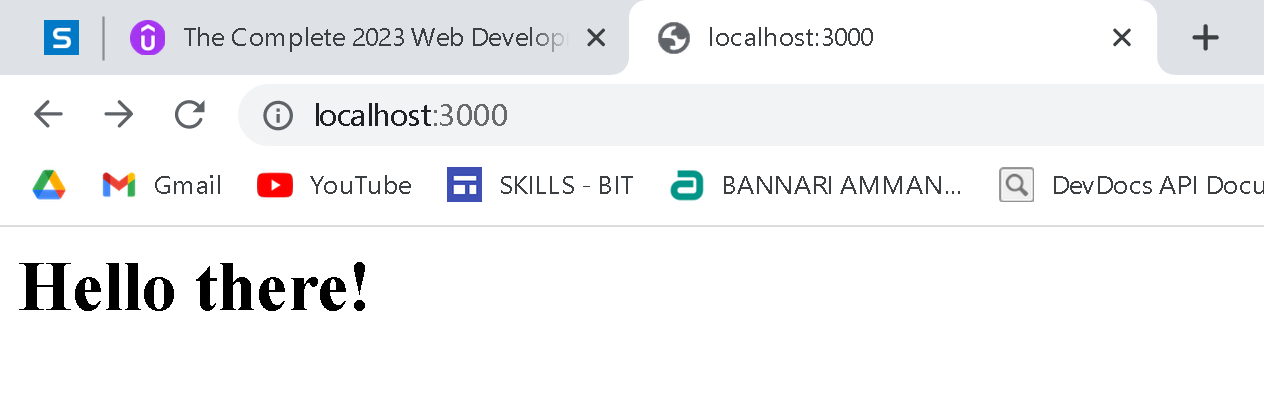 The Complete 2023 Web Develop
localhost:3000
localhost:3000
Gmail YouTube SKILLS - BIT BANNARI AMMAN... DevDocs API Docu
Hello there!